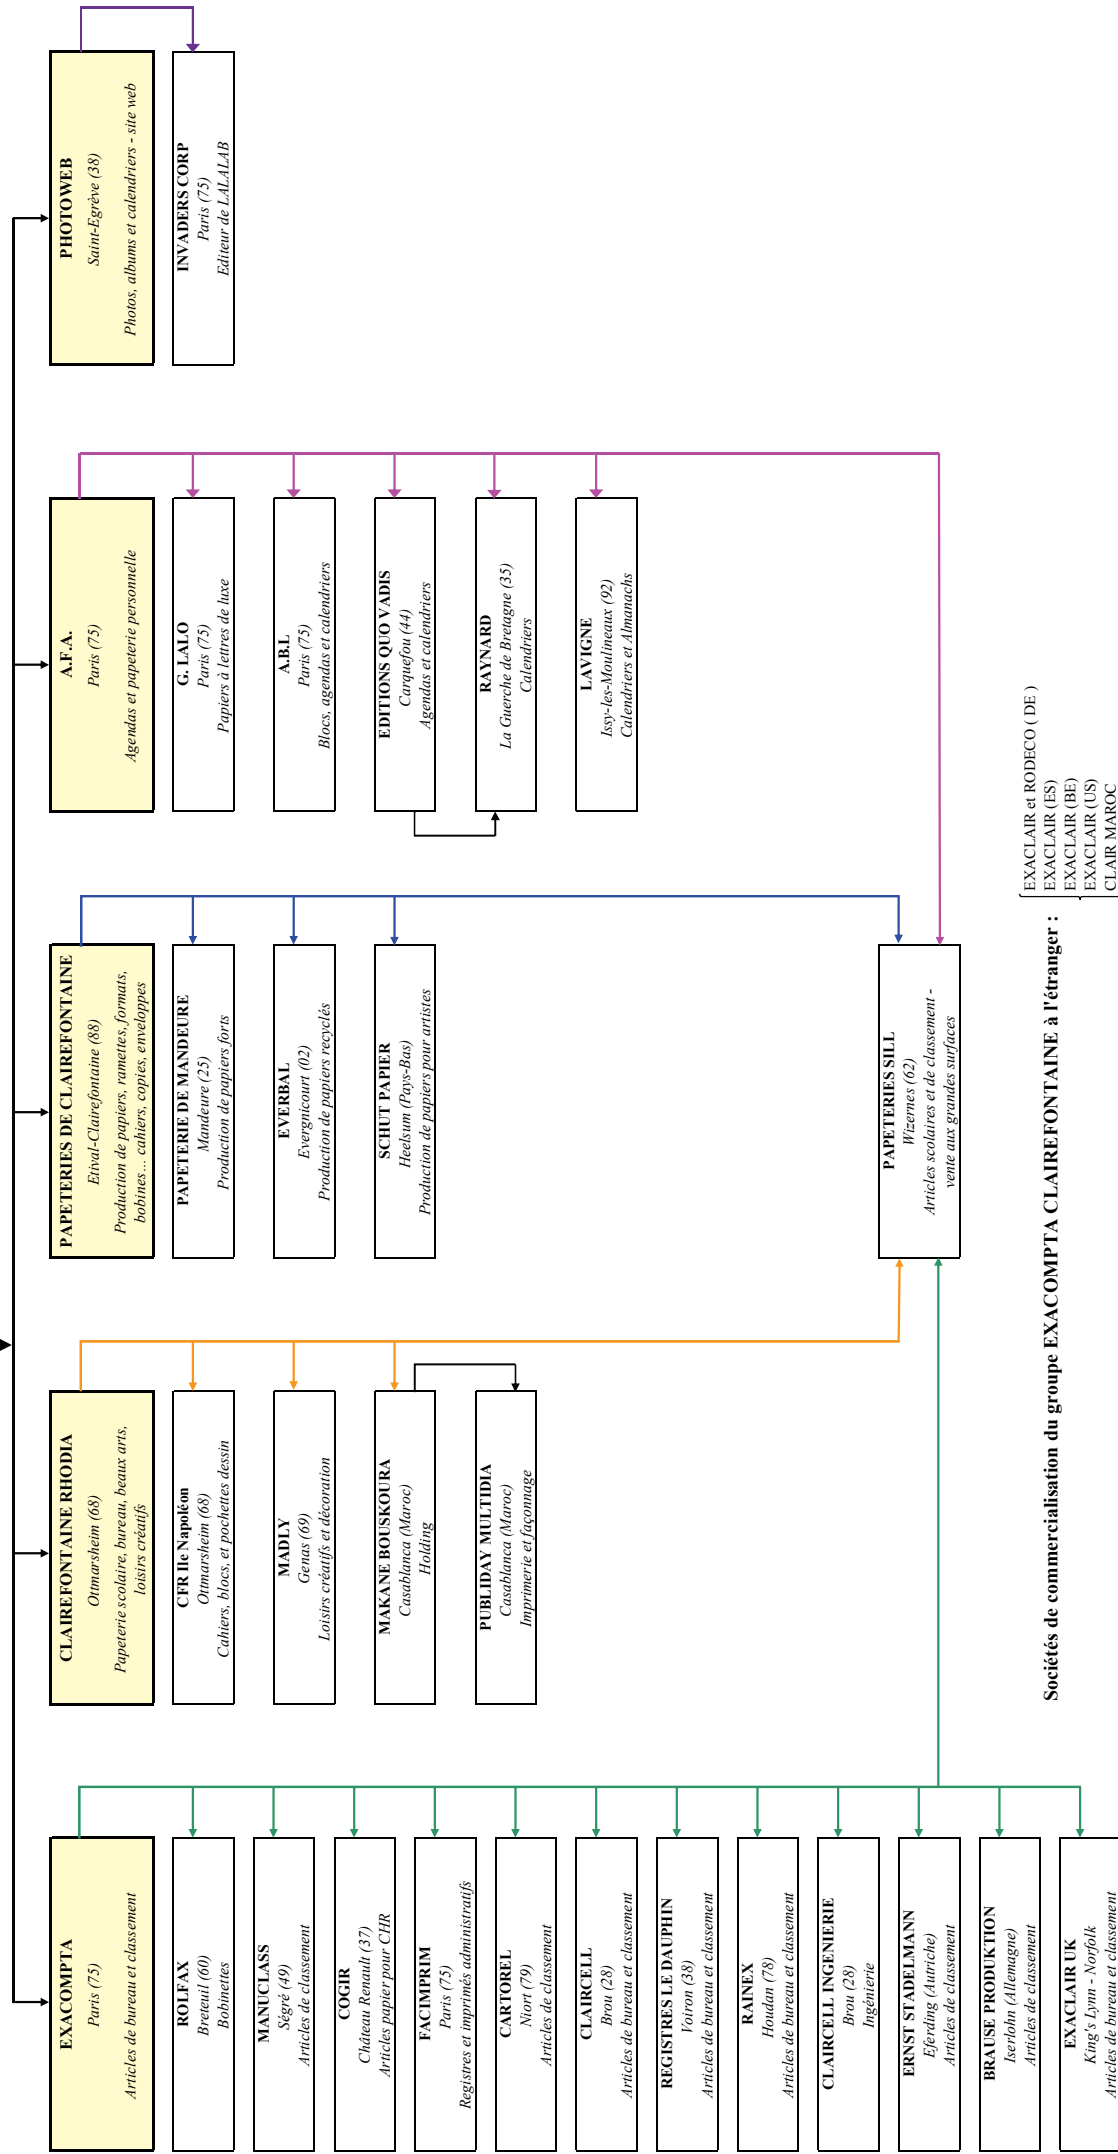 EXACOMPTA
Paris (75)
Articles de bureau et classement
ROLFAX
Breteuil (60)
Bobinettes
MANUCLASS
Ségré (49)
Articles de classement
COGIR
Château Renault (37)
Articles papier pour CHR
FACIMPRIM
Paris (75)
Registres et imprimés administratifs
CARTOREL
Niort (79)
Articles de classement
CLAIRCELL
Brou (28)
Articles de bureau et classement
REGISTRES LE DAUPHIN
Voiron (38)
Articles de bureau et classement
RAINEX
Houdan (78)
Articles de bureau et classement
CLAIRCELL INGENIERIE
Brou (28)
Ingénierie
ERNST STADELMANN
Eferding (Autriche)
Articles de classement
BRAUSE PRODUKTION
Iserlohn (Allemagne)
Articles de classement
EXACLAIR UK
King's Lynn - Norfolk
Articles de bureau et classement
CLAIREFONTAINE RHODIA
Ottmarsheim (68)
Papeterie scolaire, bureau, beaux arts,
loisirs créatifs
CFR Ile Napoléon
Ottmarsheim (68)
Cahiers, blocs, et pochettes dessin
MADLY
Genas (69)
Loisirs créatifs et décoration
MAKANE BOUSKOURA
Casablanca (Maroc)
Holding
PUBLIDAY MULTIDIA
Casablanca (Maroc)
Imprimerie et façonnage
PAPETERIES DE CLAIREFONTAINE
Etival-Clairefontaine (88)
Production de papiers, ramettes, formats,
bobines... cahiers, copies, enveloppes
PAPETERIE DE MANDEURE
Mandeure (25)
Production de papiers forts
EVERBAL
Evergnicourt (02)
Production de papiers recyclés
SCHUT PAPIER
Heelsum (Pays-Bas)
Production de papiers pour artistes
PAPETERIES SILL
Wizernes (62)
Articles scolaires et de classement -
vente aux grandes surfaces
A.F.A.
Paris (75)
Agendas et papeterie personnelle
G. LALO
Paris (75)
Papiers à lettres de luxe
A.B.L
Paris (75)
Blocs, agendas et calendriers
EDITIONS QUO VADIS
Carquefou (44)
Agendas et calendriers
RAYNARD
La Guerche de Bretagne (35)
Calendriers
LAVIGNE
Issy-les-Moulineaux (92)
Calendriers et Almanachs
PHOTOWEB
Saint-Egrève (38)
Photos, albums et calendriers - site web
INVADERS CORP
Paris (75)
Editeur de LALALAB
Sociétés de commercialisation du groupe EXACOMPTA CLAIREFONTAINE à l'étranger :
EXACLAIR et RODECO ( DE )
EXACLAIR (ES)
EXACLAIR (BE)
EXACLAIR (US)
CLAIR MAROC